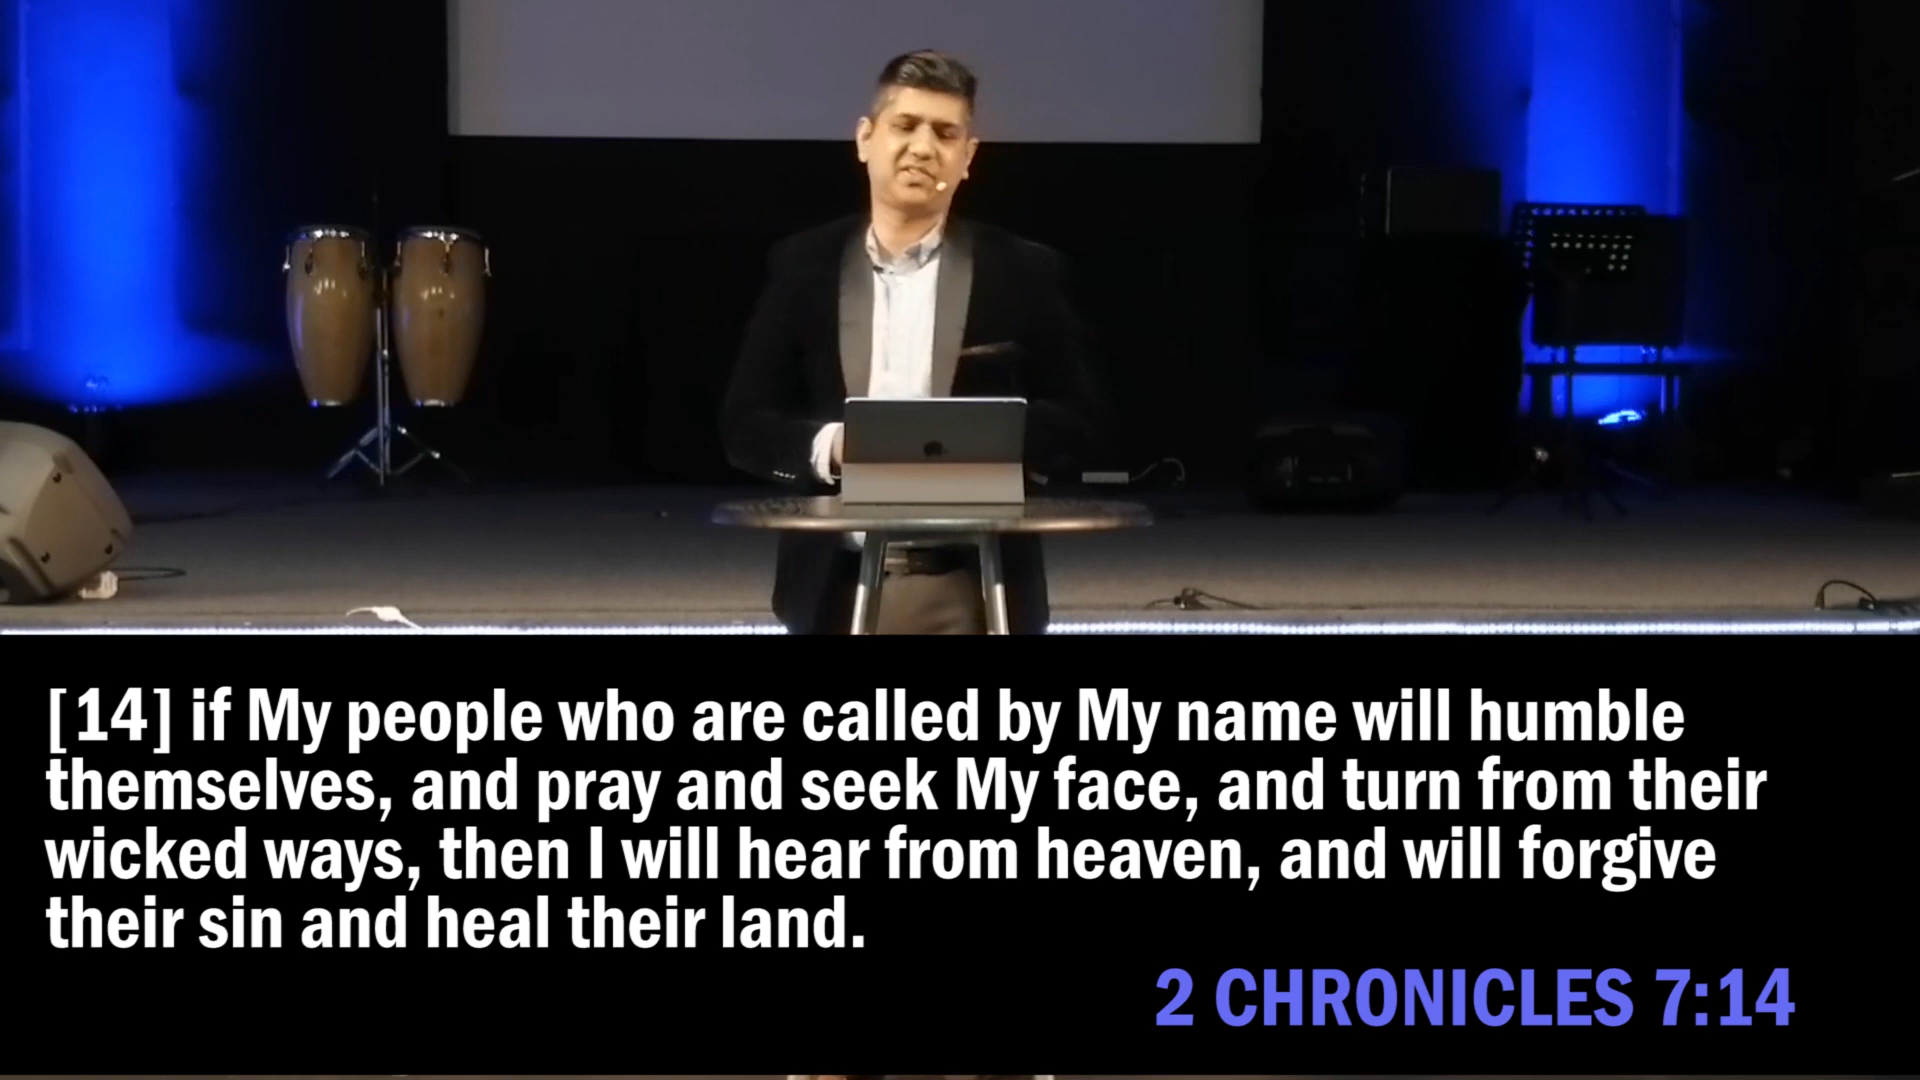 [14] if My people who are called by My name will humble
themselves, and pray and seek My face, and turn from their
wicked ways, then I will hear from heaven, and will forgive
their sin and heal their land.
2 CHRONICLES 7:14